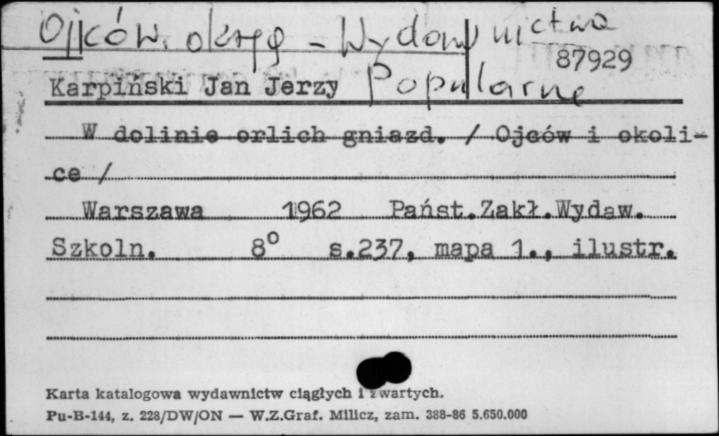 Ojców, okręg – Wydawnictwa
87929
Karpiński Jan Jerzy Popularne
W dolinie orlich gniazd. / Ojców i okoli-
ce /
Warszawa 1962 Państ.Zakł.Wydaw.
Szkoln. 8° s.237, mapa 1., ilustr.
Karta katalogowa wydawnictw ciągłych i zwartych.
Pu-B-144, z. 228/DW/ON — W.Z.Graf. Milicz, zam. 388-86 5.650.000